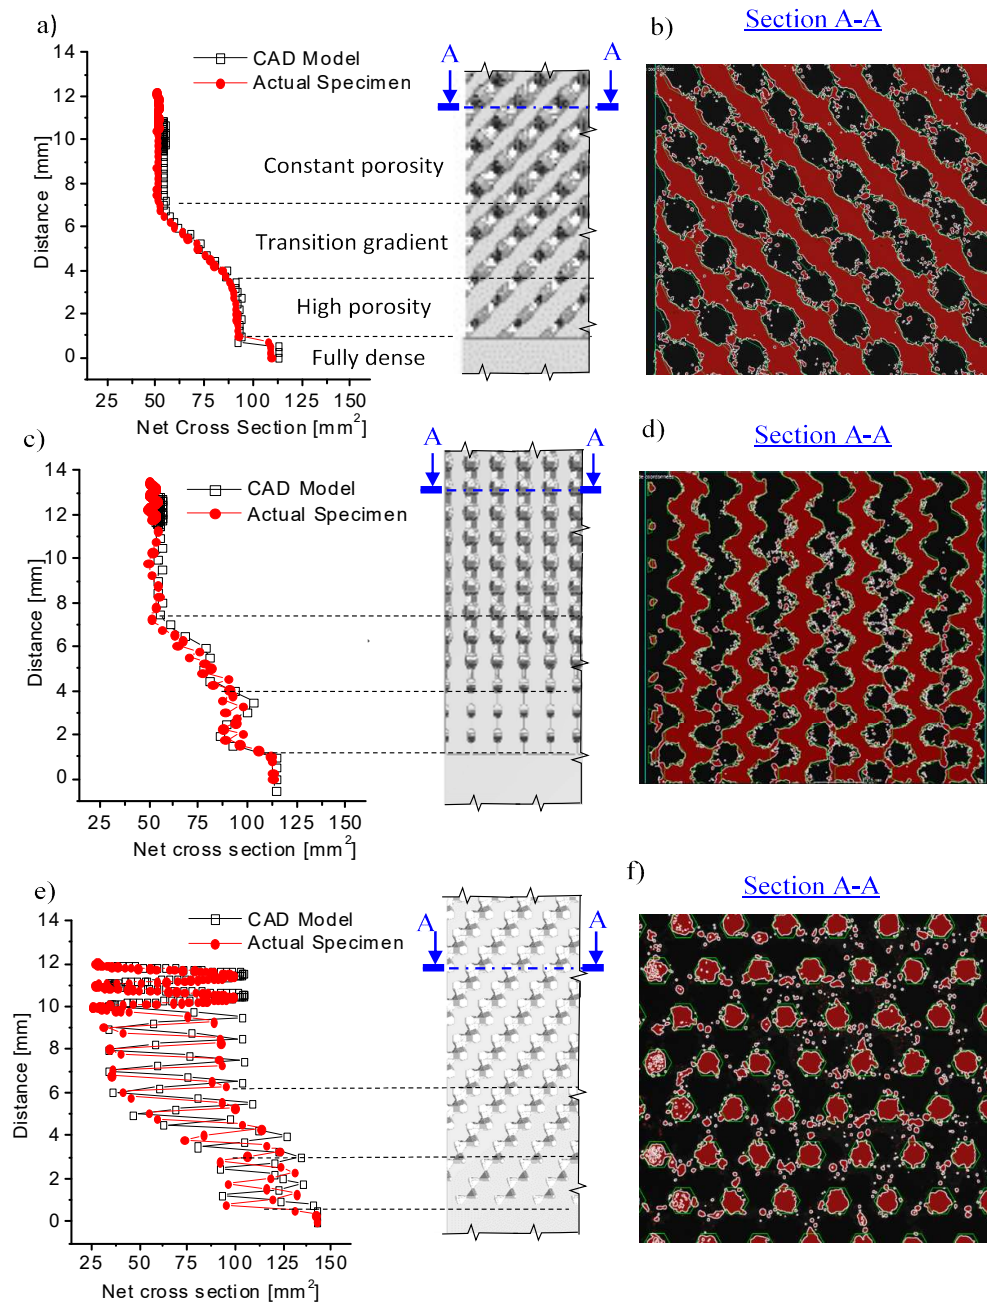 a)
CAD Model
Actual Specimen
14
12
10
8
6
4
2
0
Distance [mm]
25 50 75 100 125 150
Net Cross Section [mm²]
Constant porosity
Transition gradient
High porosity
Fully dense
A A
b)
Section A-A
c)
CAD Model
Actual Specimen
14
12
10
8
6
4
2
0
Distance [mm]
25 50 75 100 125 150
Net cross section [mm²]
A A
d)
Section A-A
e)
CAD Model
Actual Specimen
14
12
10
8
6
4
2
0
Distance [mm]
25 50 75 100 125 150
Net cross section [mm²]
A A
f)
Section A-A